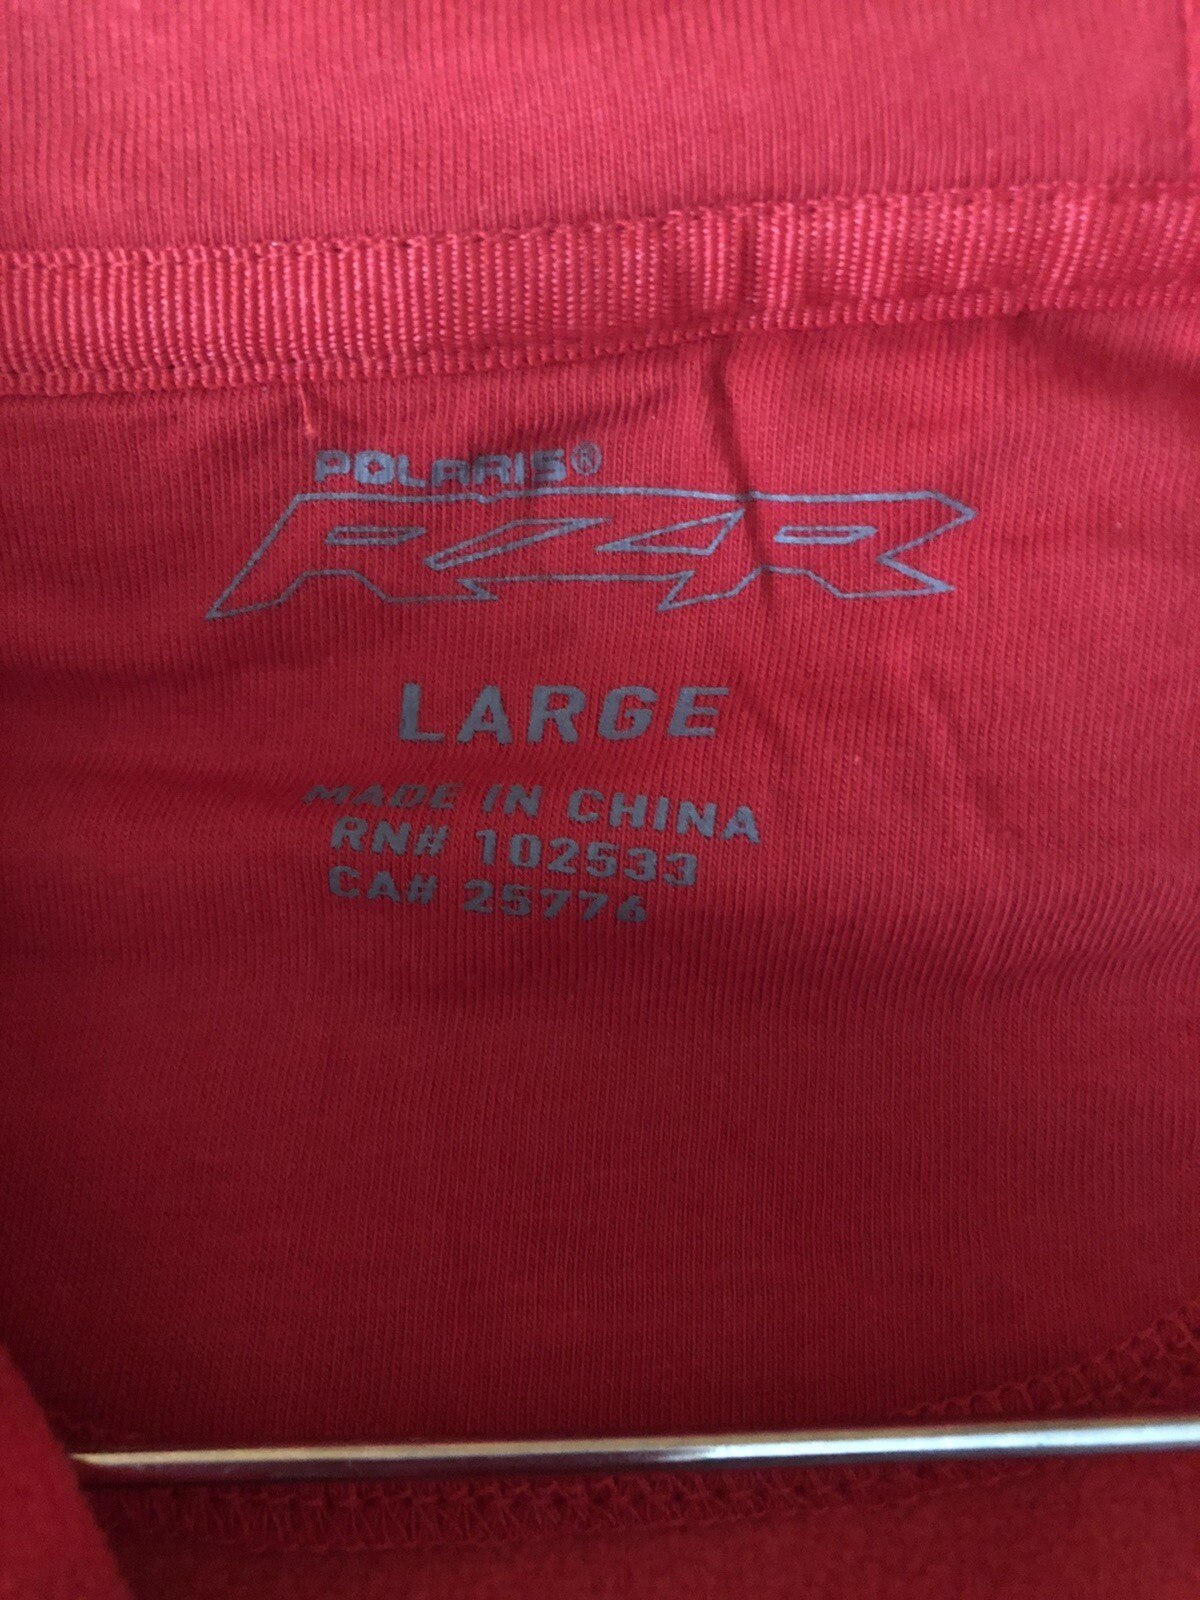 POLARIS®
RZR
LARGE
MADE IN CHINA
RN# 102533
CA# 25776